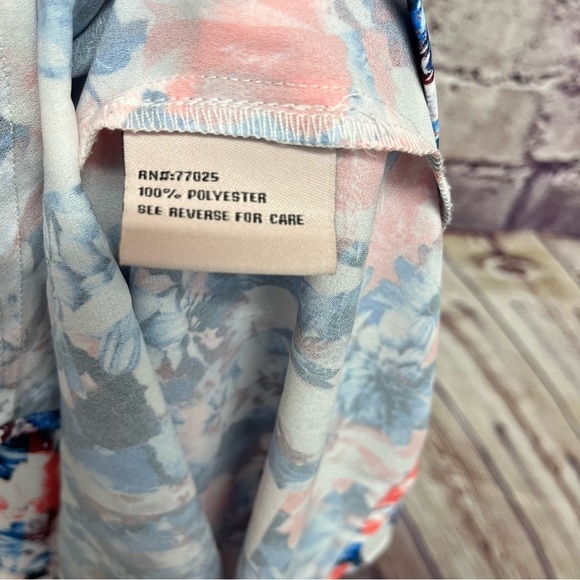 RN#:77025
100% POLYESTER
SEE REVERSE FOR CARE